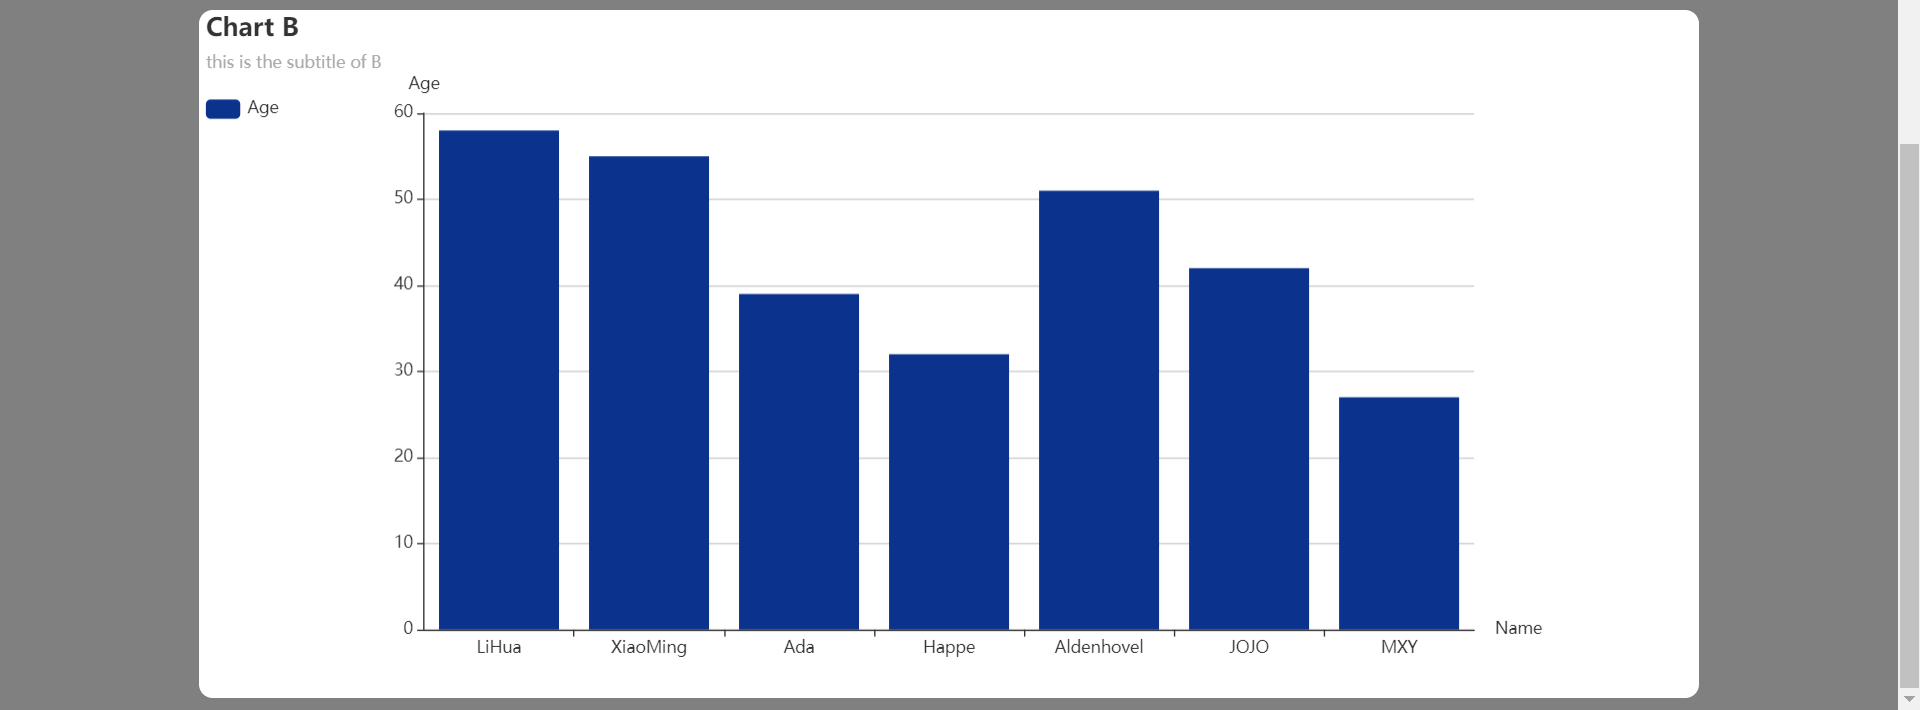 Chart B
this is the subtitle of B
Age
Age
60
50
40
30
20
10
0
LiHua XiaoMing Ada Happe Aldenhovel JOJO MXY
Name